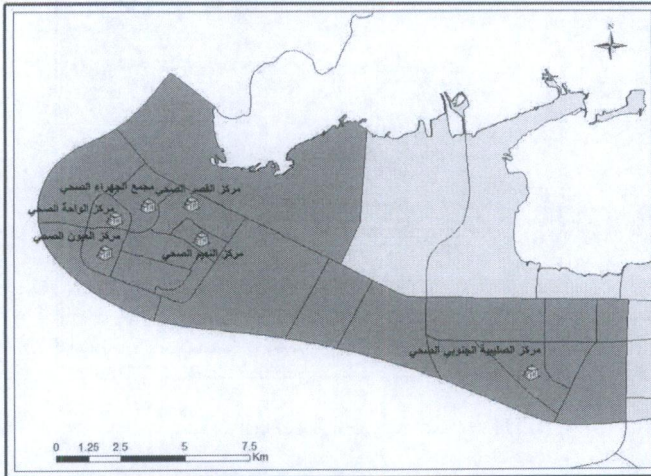 N
مجمع الجهراء الصحي مركز القصر الصحي
مركز الواحة الصحي
مركز العيون الصحي
مركز النعيم الصحي
مركز الصليبية الجنوبي الصحي
0 1.25 2.5 5 7.5
Km